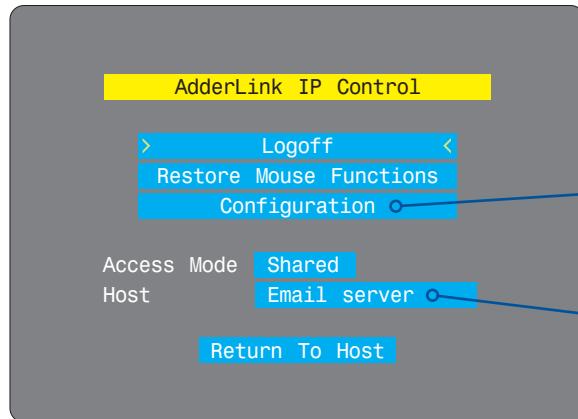 AdderLink IP Control
> Logoff <
Restore Mouse Functions
Configuration
Access Mode Shared
Host Email server
Return To Host